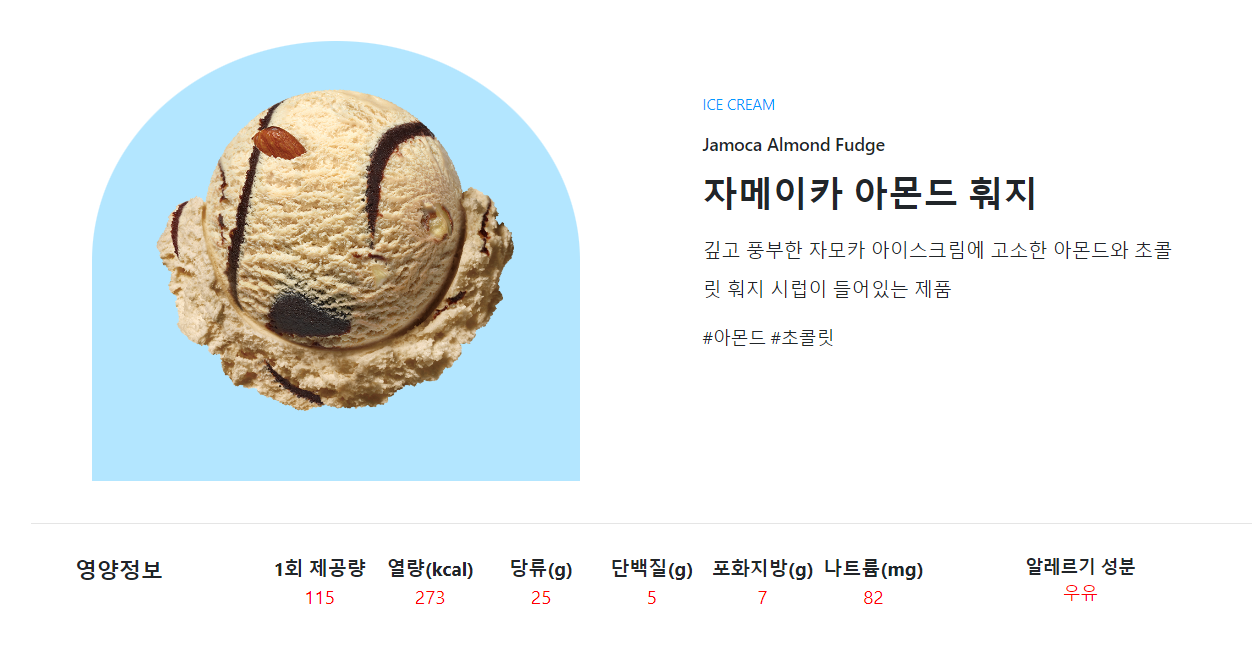 ICE CREAM
Jamoca Almond Fudge
자메이카 아몬드 훠지
깊고 풍부한 자모카 아이스크림에 고소한 아몬드와 초콜
릿 훠지 시럽이 들어있는 제품
#아몬드 #초콜릿
영양정보 1회 제공량 열량(kcal) 당류(g) 단백질(g) 포화지방(g) 나트륨(mg) 알레르기 성분
115 273 25 5 7 82 우유